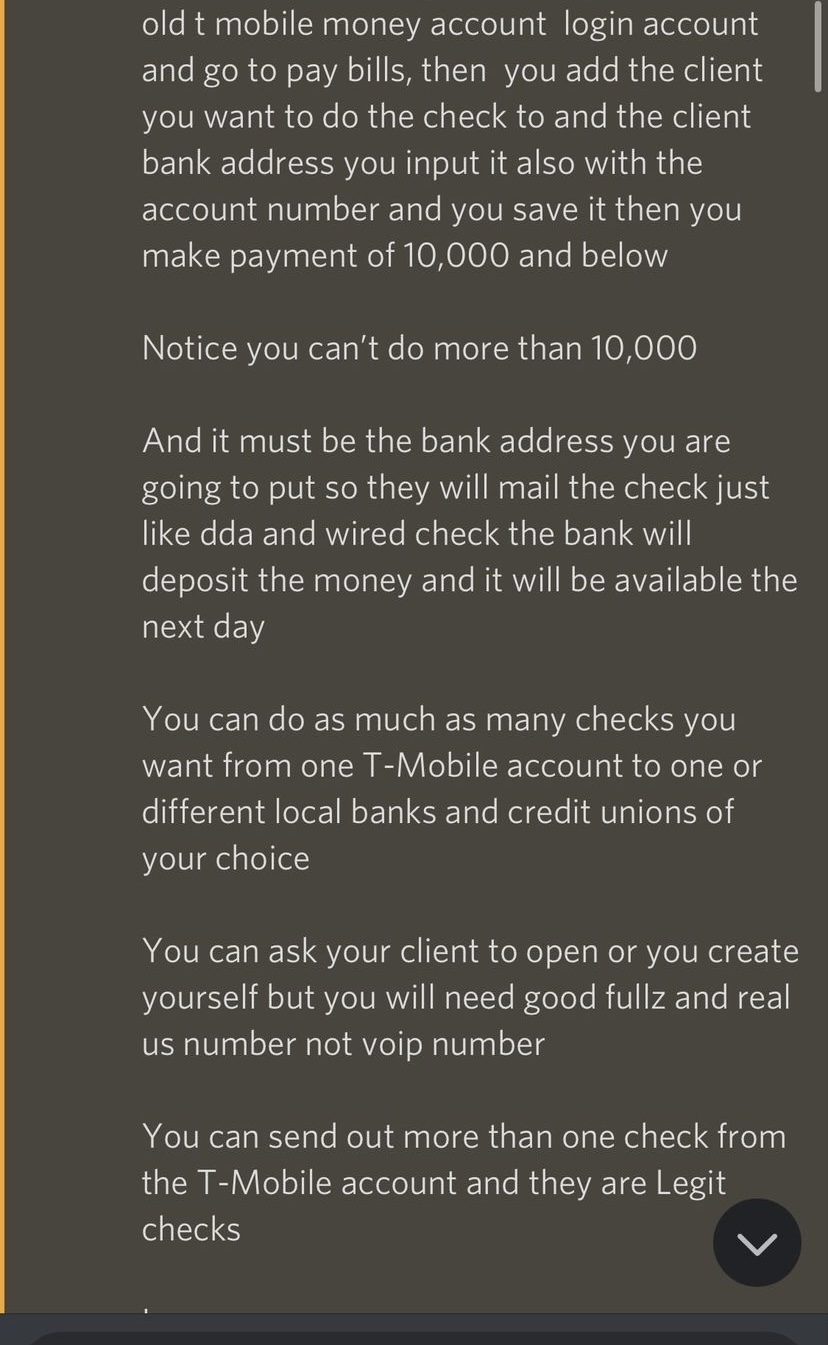 old t mobile money account  login account
and go to pay bills, then  you add the client
you want to do the check to and the client
bank address you input it also with the
account number and you save it then you
make payment of 10,000 and below
Notice you can’t do more than 10,000
And it must be the bank address you are
going to put so they will mail the check just
like dda and wired check the bank will
deposit the money and it will be available the
next day
You can do as much as many checks you
want from one T-Mobile account to one or
different local banks and credit unions of
your choice
You can ask your client to open or you create
yourself but you will need good fullz and real
us number not voip number
You can send out more than one check from
the T-Mobile account and they are Legit
checks